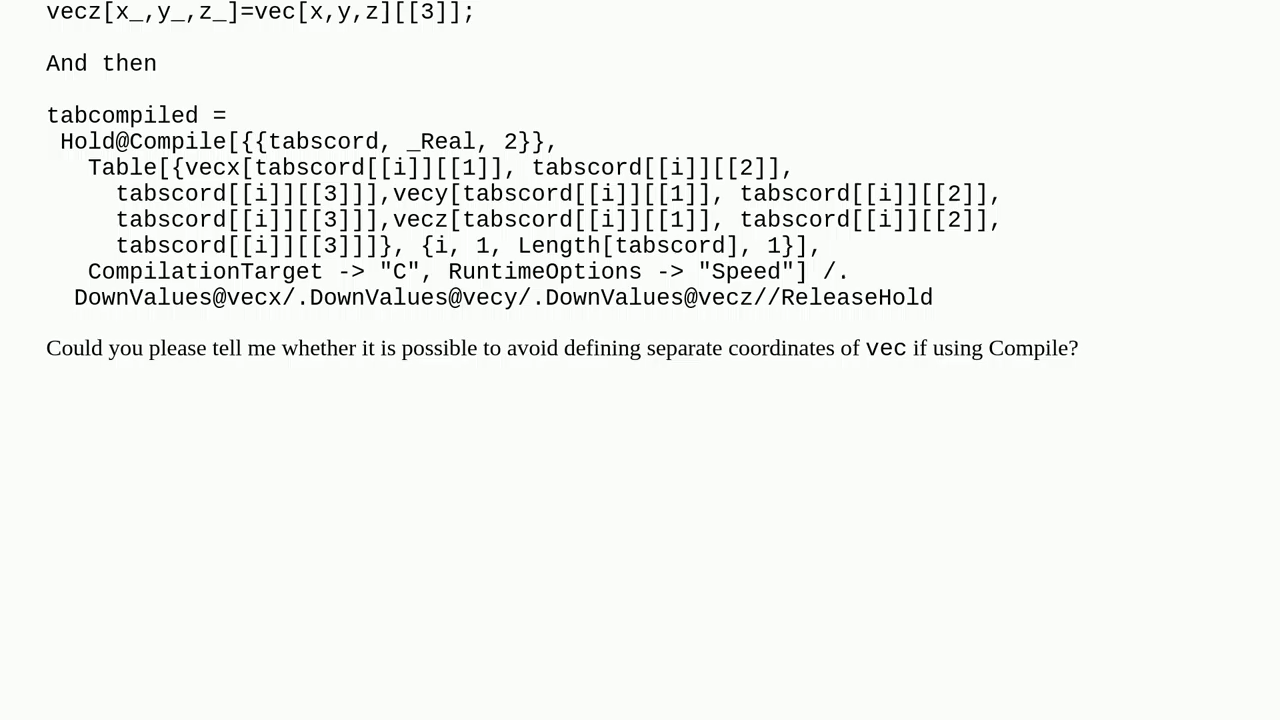 vecz[x_,y_,z_]=vec[x,y,z][[3]];
And then
tabcompiled =
Hold@Compile[{{tabscord, _Real, 2}},
Table[{vecx[tabscord[[i]][[1]], tabscord[[i]][[2]],
tabscord[[i]][[3]]],vecy[tabscord[[i]][[1]], tabscord[[i]][[2]],
tabscord[[i]][[3]]],vecz[tabscord[[i]][[1]], tabscord[[i]][[2]],
tabscord[[i]][[3]]]}, {i, 1, Length[tabscord], 1}],
CompilationTarget -> "C", RuntimeOptions -> "Speed"] /.
DownValues@vecx/.DownValues@vecy/.DownValues@vecz//ReleaseHold
Could you please tell me whether it is possible to avoid defining separate coordinates of vec if using Compile?